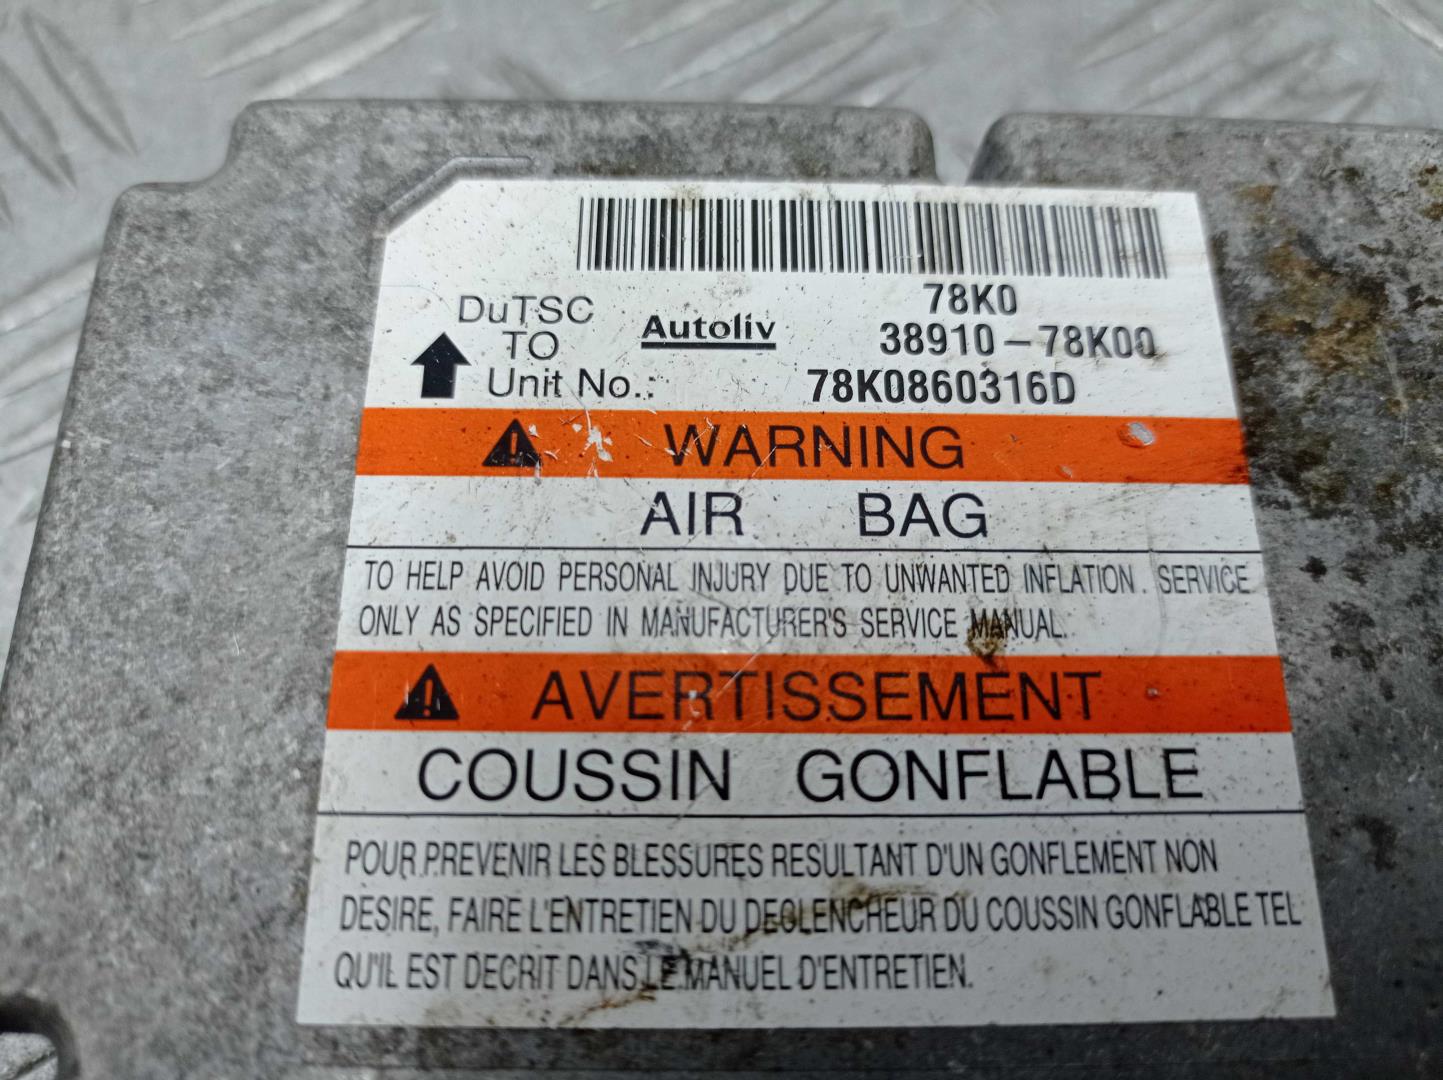 78K0
DuTSC Autoliv 38910-78K00
TO
Unit No.: 78K0860316D
WARNING
AIR BAG
TO HELP AVOID PERSONAL INJURY DUE TO UNWANTED INFLATION. SERVICE
ONLY AS SPECIFIED IN MANUFACTURER'S SERVICE MANUAL.
AVERTISSEMENT
COUSSIN GONFLABLE
POUR PREVENIR LES BLESSURES RESULTANT D'UN GONFLEMENT NON
DESIRE, FAIRE L'ENTRETIEN DU DEGLENCHEUR DU COUSSIN GONFLABLE TEL
QU'IL EST DECRIT DANS LE MANUEL D'ENTRETIEN.